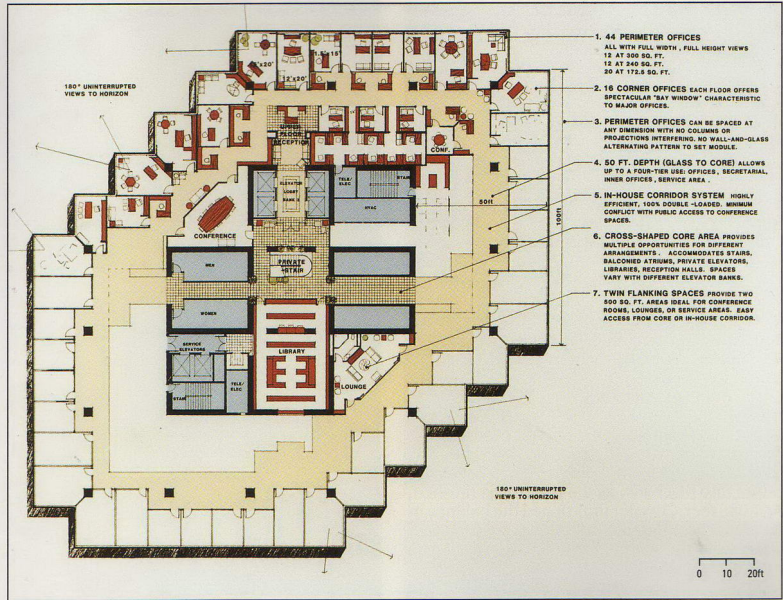 1. 44 PERIMETER OFFICES
ALL WITH FULL WIDTH , FULL HEIGHT VIEWS
12 AT 300 SQ. FT.
12 AT 240 SQ. FT.
20 AT 172.5 SQ. FT.
2. 16 CORNER OFFICES EACH FLOOR OFFERS
SPECTACULAR "BAY WINDOW" CHARACTERISTIC
TO MAJOR OFFICES.
3. PERIMETER OFFICES CAN BE SPACED AT
ANY DIMENSION WITH NO COLUMNS OR
PROJECTIONS INTERFERING. NO WALL-AND-GLASS
ALTERNATING PATTERN TO SET MODULE.
4. 50 FT. DEPTH (GLASS TO CORE) ALLOWS
UP TO A FOUR-TIER USE: OFFICES, SECRETARIAL,
INNER OFFICES, SERVICE AREA .
5. IN-HOUSE CORRIDOR SYSTEM HIGHLY
EFFICIENT, 100% DOUBLE -LOADED. MINIMUM
CONFLICT WITH PUBLIC ACCESS TO CONFERENCE
SPACES.
6. CROSS-SHAPED CORE AREA PROVIDES
MULTIPLE OPPORTUNITIES FOR DIFFERENT
ARRANGEMENTS. ACCOMMODATES STAIRS,
BALCONIED ATRIUMS, PRIVATE ELEVATORS,
LIBRARIES, RECEPTION HALLS. SPACES
VARY WITH DIFFERENT ELEVATOR BANKS.
7. TWIN FLANKING SPACES PROVIDE TWO
500 SQ. FT. AREAS IDEAL FOR CONFERENCE
ROOMS, LOUNGES, OR SERVICE AREAS. EASY
ACCESS FROM CORE OR IN-HOUSE CORRIDOR.
180° UNINTERRUPTED
VIEWS TO HORIZON
12'x20'
FLOOR
RECEPTION
CONF.
TELE/
ELEC
STAIR
ELEVATOR
LOBBY
BANK
HVAC
50ft
100ft
CONFERENCE
MEN
PRIVATE
STAIR
WOMEN
SERVICE
ELEVATORS
LIBRARY
LOUNGE
STAIR
TELE/
ELEC
180° UNINTERRUPTED
VIEWS TO HORIZON
0 10 20ft